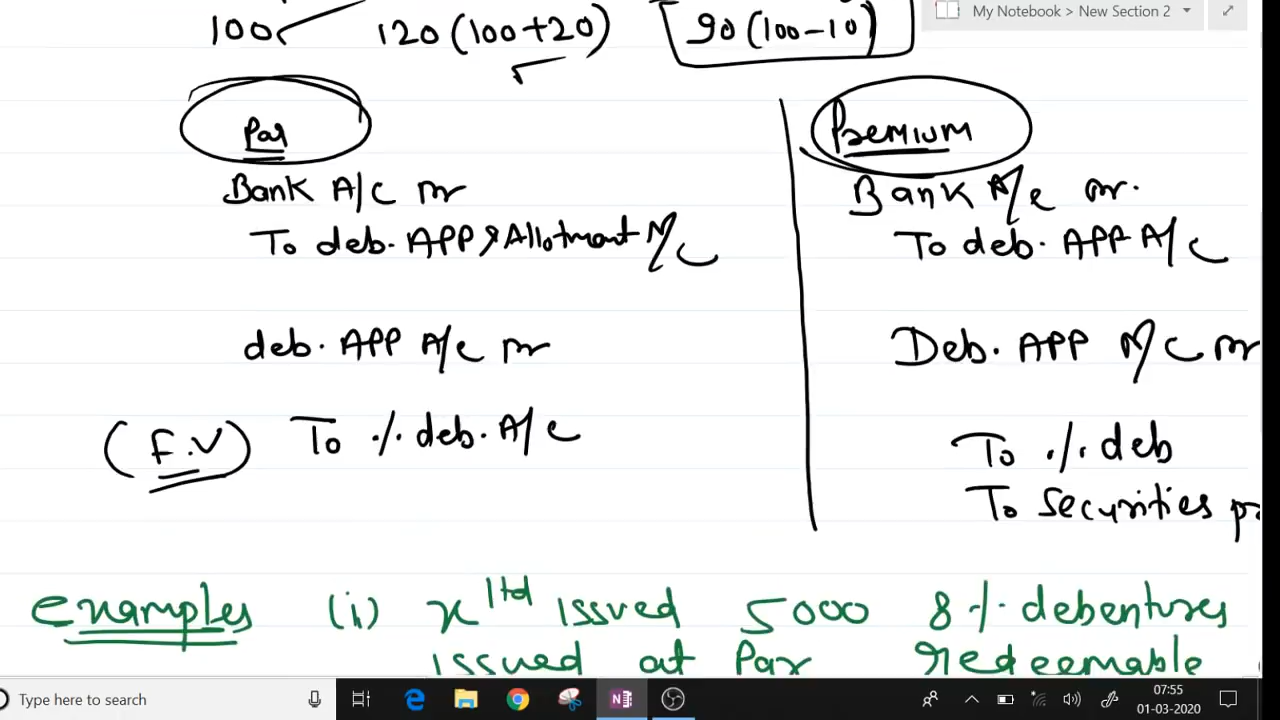 My Notebook > New Section 2
100 120 (100+20) 90 (100-10)
Par
Bank A/C Dr
To deb. APP & Allotment A/C
deb. APP A/C Dr
(F.V) To % deb. A/C
Premium
Bank A/C Dr.
To deb. APP A/C
Deb. APP A/C Dr
To % deb
To Securities pr
examples (i) x ltd issued 5000 8% debentures
issued at Par redeemable
Type here to search
07:55
01-03-2020